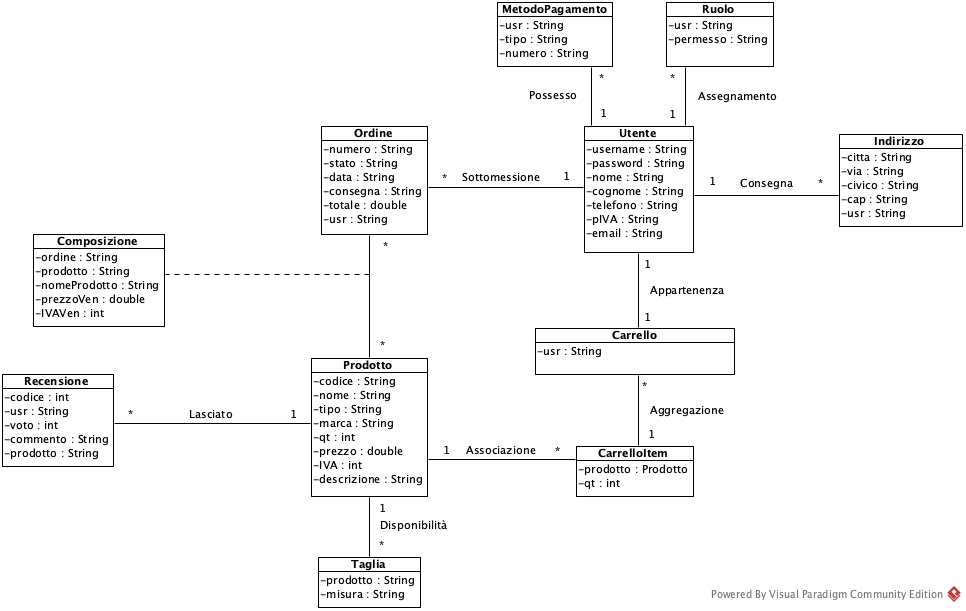 MetodoPagamento
-usr : String
-tipo : String
-numero : String
Ruolo
-usr : String
-permesso : String
*
*
Possesso
Assegnamento
1
1
Ordine
-numero : String
-stato : String
-data : String
-consegna : String
-totale : double
-usr : String
* Sottomessione 1
Utente
-username : String
-password : String
-nome : String
-cognome : String
-telefono : String
-pIVA : String
-email : String
1 Consegna *
Indirizzo
-citta : String
-via : String
-civico : String
-cap : String
-usr : String
*
Composizione
-ordine : String
-prodotto : String
-nomeProdotto : String
-prezzoVen : double
-IVAVen : int
1
Appartenenza
1
Carrello
-usr : String
*
Prodotto
-codice : String
-nome : String
-tipo : String
-marca : String
-qt : int
-prezzo : double
-IVA : int
-descrizione : String
Recensione
-codice : int
-usr : String
-voto : int
-commento : String
-prodotto : String
* Lasciato 1
*
Aggregazione
1
1 Associazione *
CarrelloItem
-prodotto : Prodotto
-qt : int
1
Disponibilità
*
Taglia
-prodotto : String
-misura : String
Powered By Visual Paradigm Community Edition